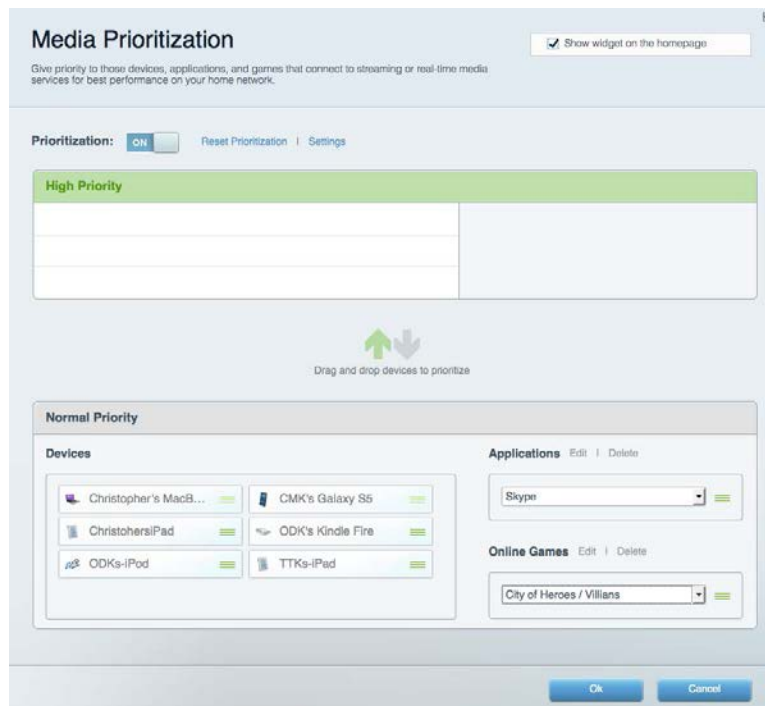 Media Prioritization
Show widget on the homepage
Give priority to those devices, applications, and games that connect to streaming or real-time media
services for best performance on your home network.
Prioritization: ON Reset Prioritization | Settings
High Priority
Drag and drop devices to prioritize
Normal Priority
Devices
Applications Edit | Delete
Christopher's MacB... CMK's Galaxy S5
Skype
ChristohersiPad ODK's Kindle Fire
ODKs-iPod TTKs-iPad
Online Games Edit | Delete
City of Heroes / Villians
Ok Cancel